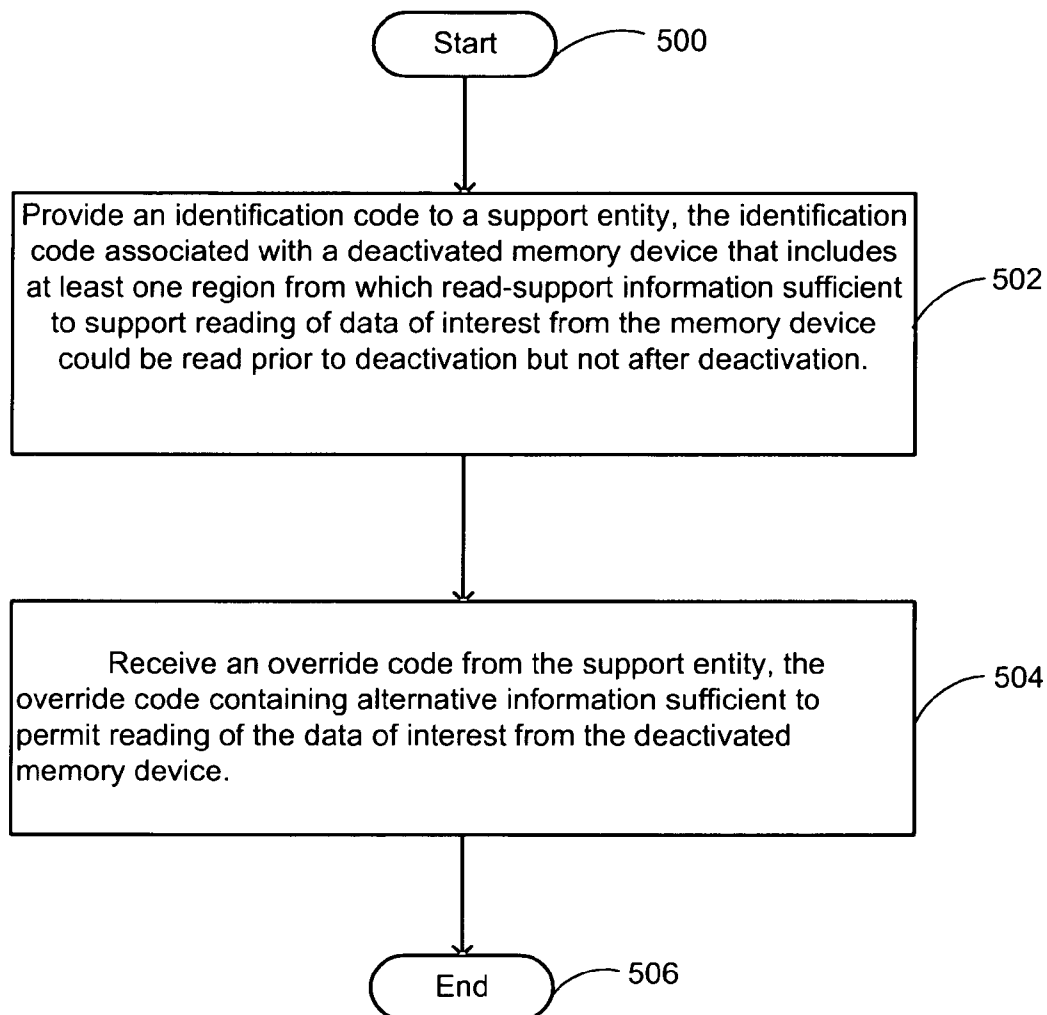 Start
500
Provide an identification code to a support entity, the identification
code associated with a deactivated memory device that includes
at least one region from which read-support information sufficient
to support reading of data of interest from the memory device
could be read prior to deactivation but not after deactivation.
502
Receive an override code from the support entity, the
override code containing alternative information sufficient to
permit reading of the data of interest from the deactivated
memory device.
504
End
506